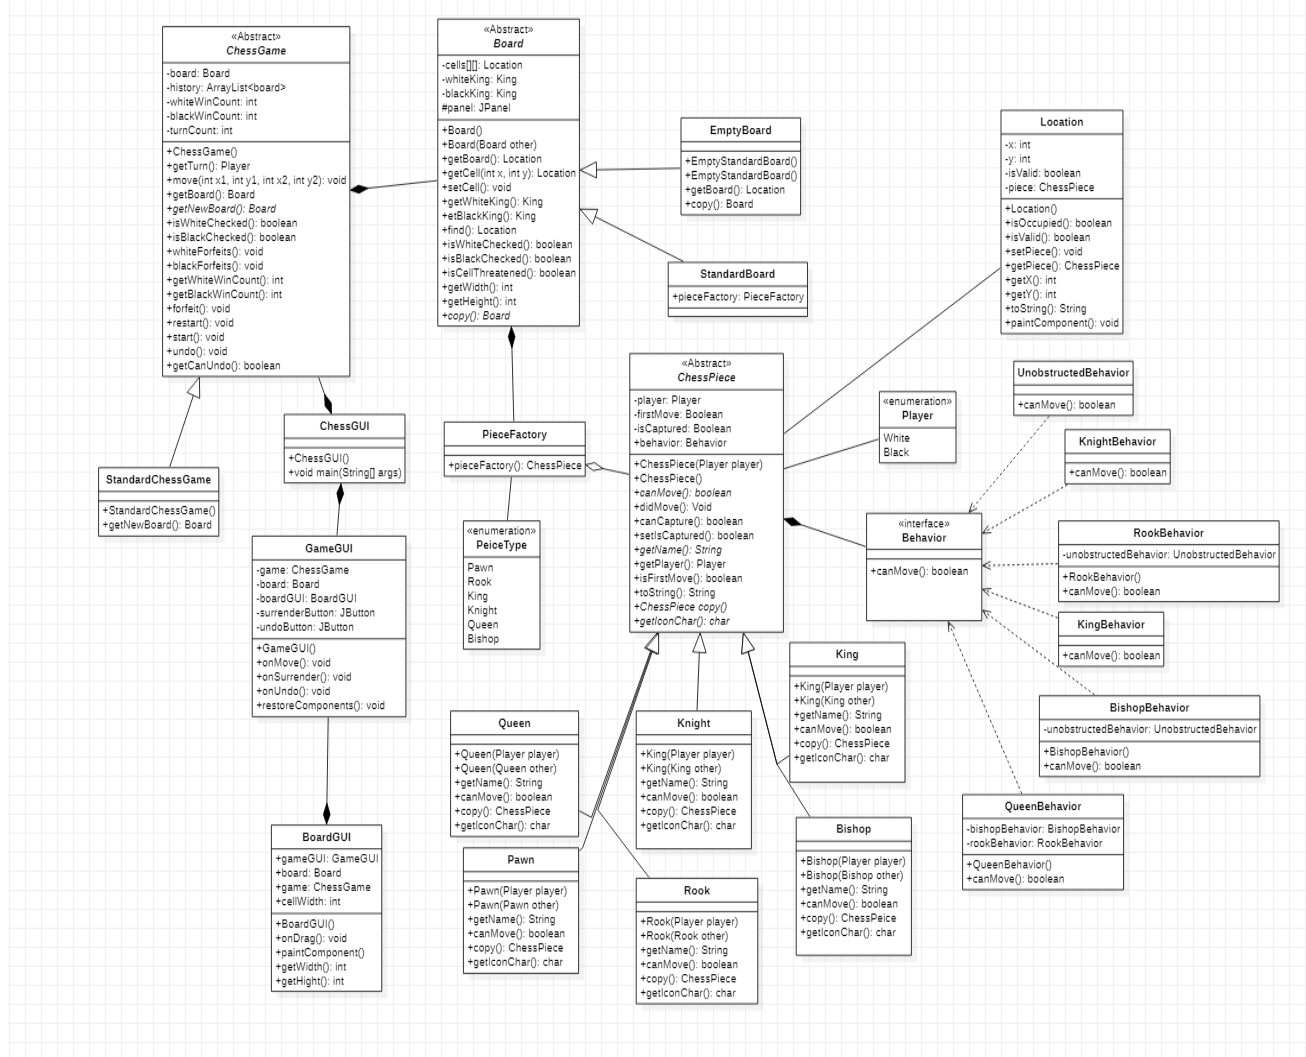 «Abstract»
ChessGame
-board: Board
-history: ArrayList<board>
-whiteWinCount: int
-blackWinCount: int
-turnCount: int
+ChessGame()
+getTurn(): Player
+move(int x1, int y1, int x2, int y2): void
+getBoard(): Board
+getNewBoard(): Board
+isWhiteChecked(): boolean
+isBlackChecked(): boolean
+whiteForfeits(): void
+blackForfeits(): void
+getWhiteWinCount(): int
+getBlackWinCount(): int
+forfeit(): void
+restart(): void
+start(): void
+undo(): void
+getCanUndo(): boolean
«Abstract»
Board
-cells[][]: Location
-whiteKing: King
-blackKing: King
#panel: JPanel
+Board()
+Board(Board other)
+getBoard(): Location
+getCell(int x, int y): Location
+setCell(): void
+getWhiteKing(): King
+etBlackKing(): King
+find(): Location
+isWhiteChecked(): boolean
+isBlackChecked(): boolean
+isCellThreatened(): boolean
+getWidth(): int
+getHeight(): int
+copy(): Board
EmptyBoard
+EmptyStandardBoard()
+EmptyStandardBoard()
+getBoard(): Location
+copy(): Board
StandardBoard
+pieceFactory: PieceFactory
Location
-x: int
-y: int
-isValid: boolean
-piece: ChessPiece
+Location()
+isOccupied(): boolean
+isValid(): boolean
+setPiece(): void
+getPiece(): ChessPiece
+getX(): int
+getY(): int
+toString(): String
+paintComponent(): void
«Abstract»
ChessPiece
-player: Player
-firstMove: Boolean
-isCaptured: Boolean
+behavior: Behavior
+ChessPiece(Player player)
+ChessPiece()
+canMove(): boolean
+didMove(): Void
+canCapture(): boolean
+setIsCaptured(): boolean
+getName(): String
+getPlayer(): Player
+isFirstMove(): boolean
+toString(): String
+ChessPiece copy()
+getIconChar(): char
«enumeration»
Player
White
Black
UnobstructedBehavior
+canMove(): boolean
KnightBehavior
+canMove(): boolean
«interface»
Behavior
+canMove(): boolean
RookBehavior
-unobstructedBehavior: UnobstructedBehavior
+RookBehavior()
+canMove(): boolean
KingBehavior
+canMove(): boolean
BishopBehavior
-unobstructedBehavior: UnobstructedBehavior
+BishopBehavior()
+canMove(): boolean
QueenBehavior
-bishopBehavior: BishopBehavior
-rookBehavior: RookBehavior
+QueenBehavior()
+canMove(): boolean
ChessGUI
+ChessGUI()
+void main(String[] args)
PieceFactory
+pieceFactory(): ChessPiece
StandardChessGame
+StandardChessGame()
+getNewBoard(): Board
«enumeration»
PeiceType
Pawn
Rook
King
Knight
Queen
Bishop
GameGUI
-game: ChessGame
-board: Board
-boardGUI: BoardGUI
-surrenderButton: JButton
-undoButton: JButton
+GameGUI()
+onMove(): void
+onSurrender(): void
+onUndo(): void
+restoreComponents(): void
BoardGUI
+gameGUI: GameGUI
+board: Board
+game: ChessGame
+cellWidth: int
+BoardGUI()
+onDrag(): void
+paintComponent()
+getWidth(): int
+getHight(): int
Queen
+Queen(Player player)
+Queen(Queen other)
+getName(): String
+canMove(): boolean
+copy(): ChessPiece
+getIconChar(): char
Pawn
+Pawn(Player player)
+Pawn(Pawn other)
+getName(): String
+canMove(): boolean
+copy(): ChessPiece
+getIconChar: char
Knight
+King(Player player)
+King(King other)
+getName(): String
+canMove(): boolean
+copy(): ChessPiece
+getIconChar: char
Rook
+Rook(Player player)
+Rook(Rook other)
+getName(): String
+canMove(): boolean
+copy(): ChessPiece
+getIconChar: char
King
+King(Player player)
+King(King other)
+getName(): String
+canMove(): boolean
+copy(): ChessPiece
+getIconChar: char
Bishop
+Bishop(Player player)
+Bishop(Bishop other)
+getName(): String
+canMove(): boolean
+copy(): ChessPeice
+getIconChar: char